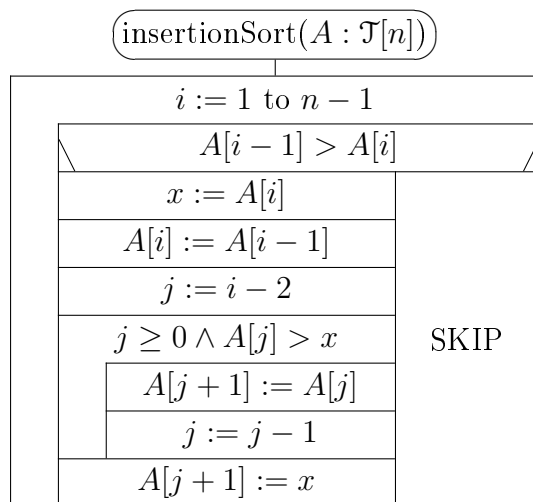 insertionSort(A : 𝒯[n])
i := 1 to n − 1
A[i − 1] > A[i]
x := A[i]
A[i] := A[i − 1]
j := i − 2
j ≥ 0 ∧ A[j] > x
SKIP
A[j + 1] := A[j]
j := j − 1
A[j + 1] := x